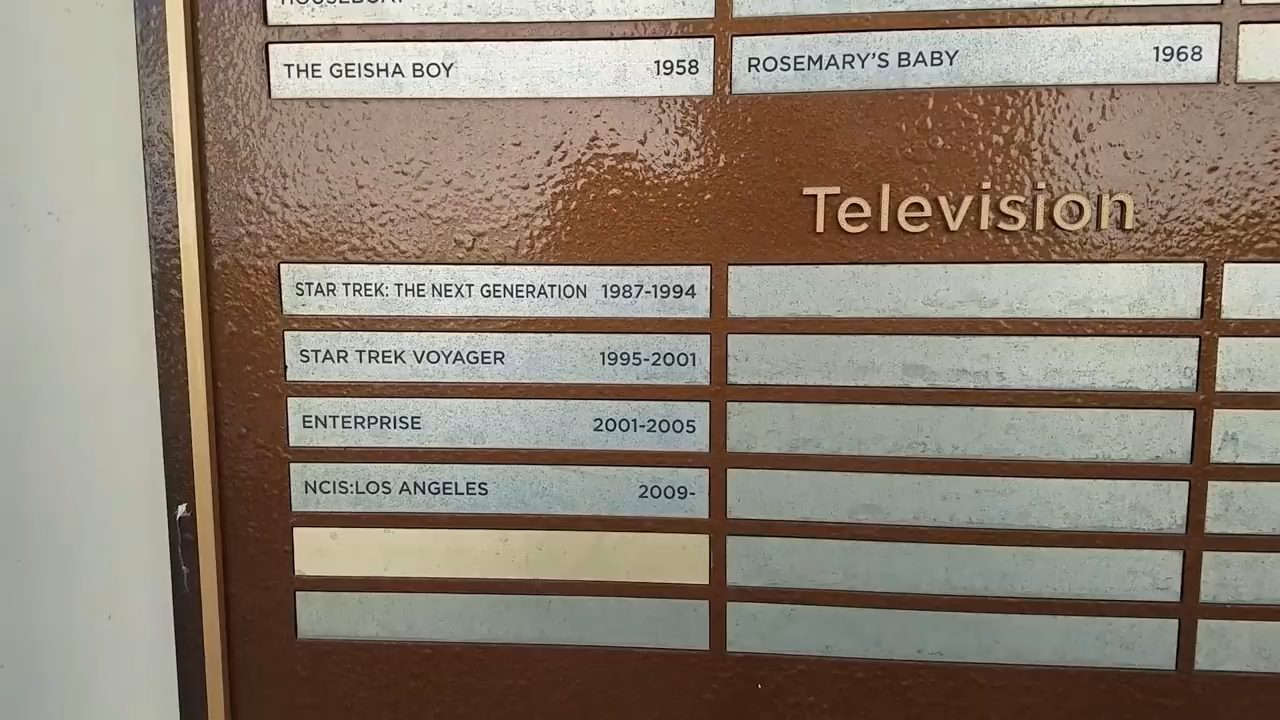 HOUSEBOAT
THE GEISHA BOY 1958
ROSEMARY'S BABY 1968
Television
STAR TREK: THE NEXT GENERATION 1987-1994
STAR TREK VOYAGER 1995-2001
ENTERPRISE 2001-2005
NCIS:LOS ANGELES 2009-